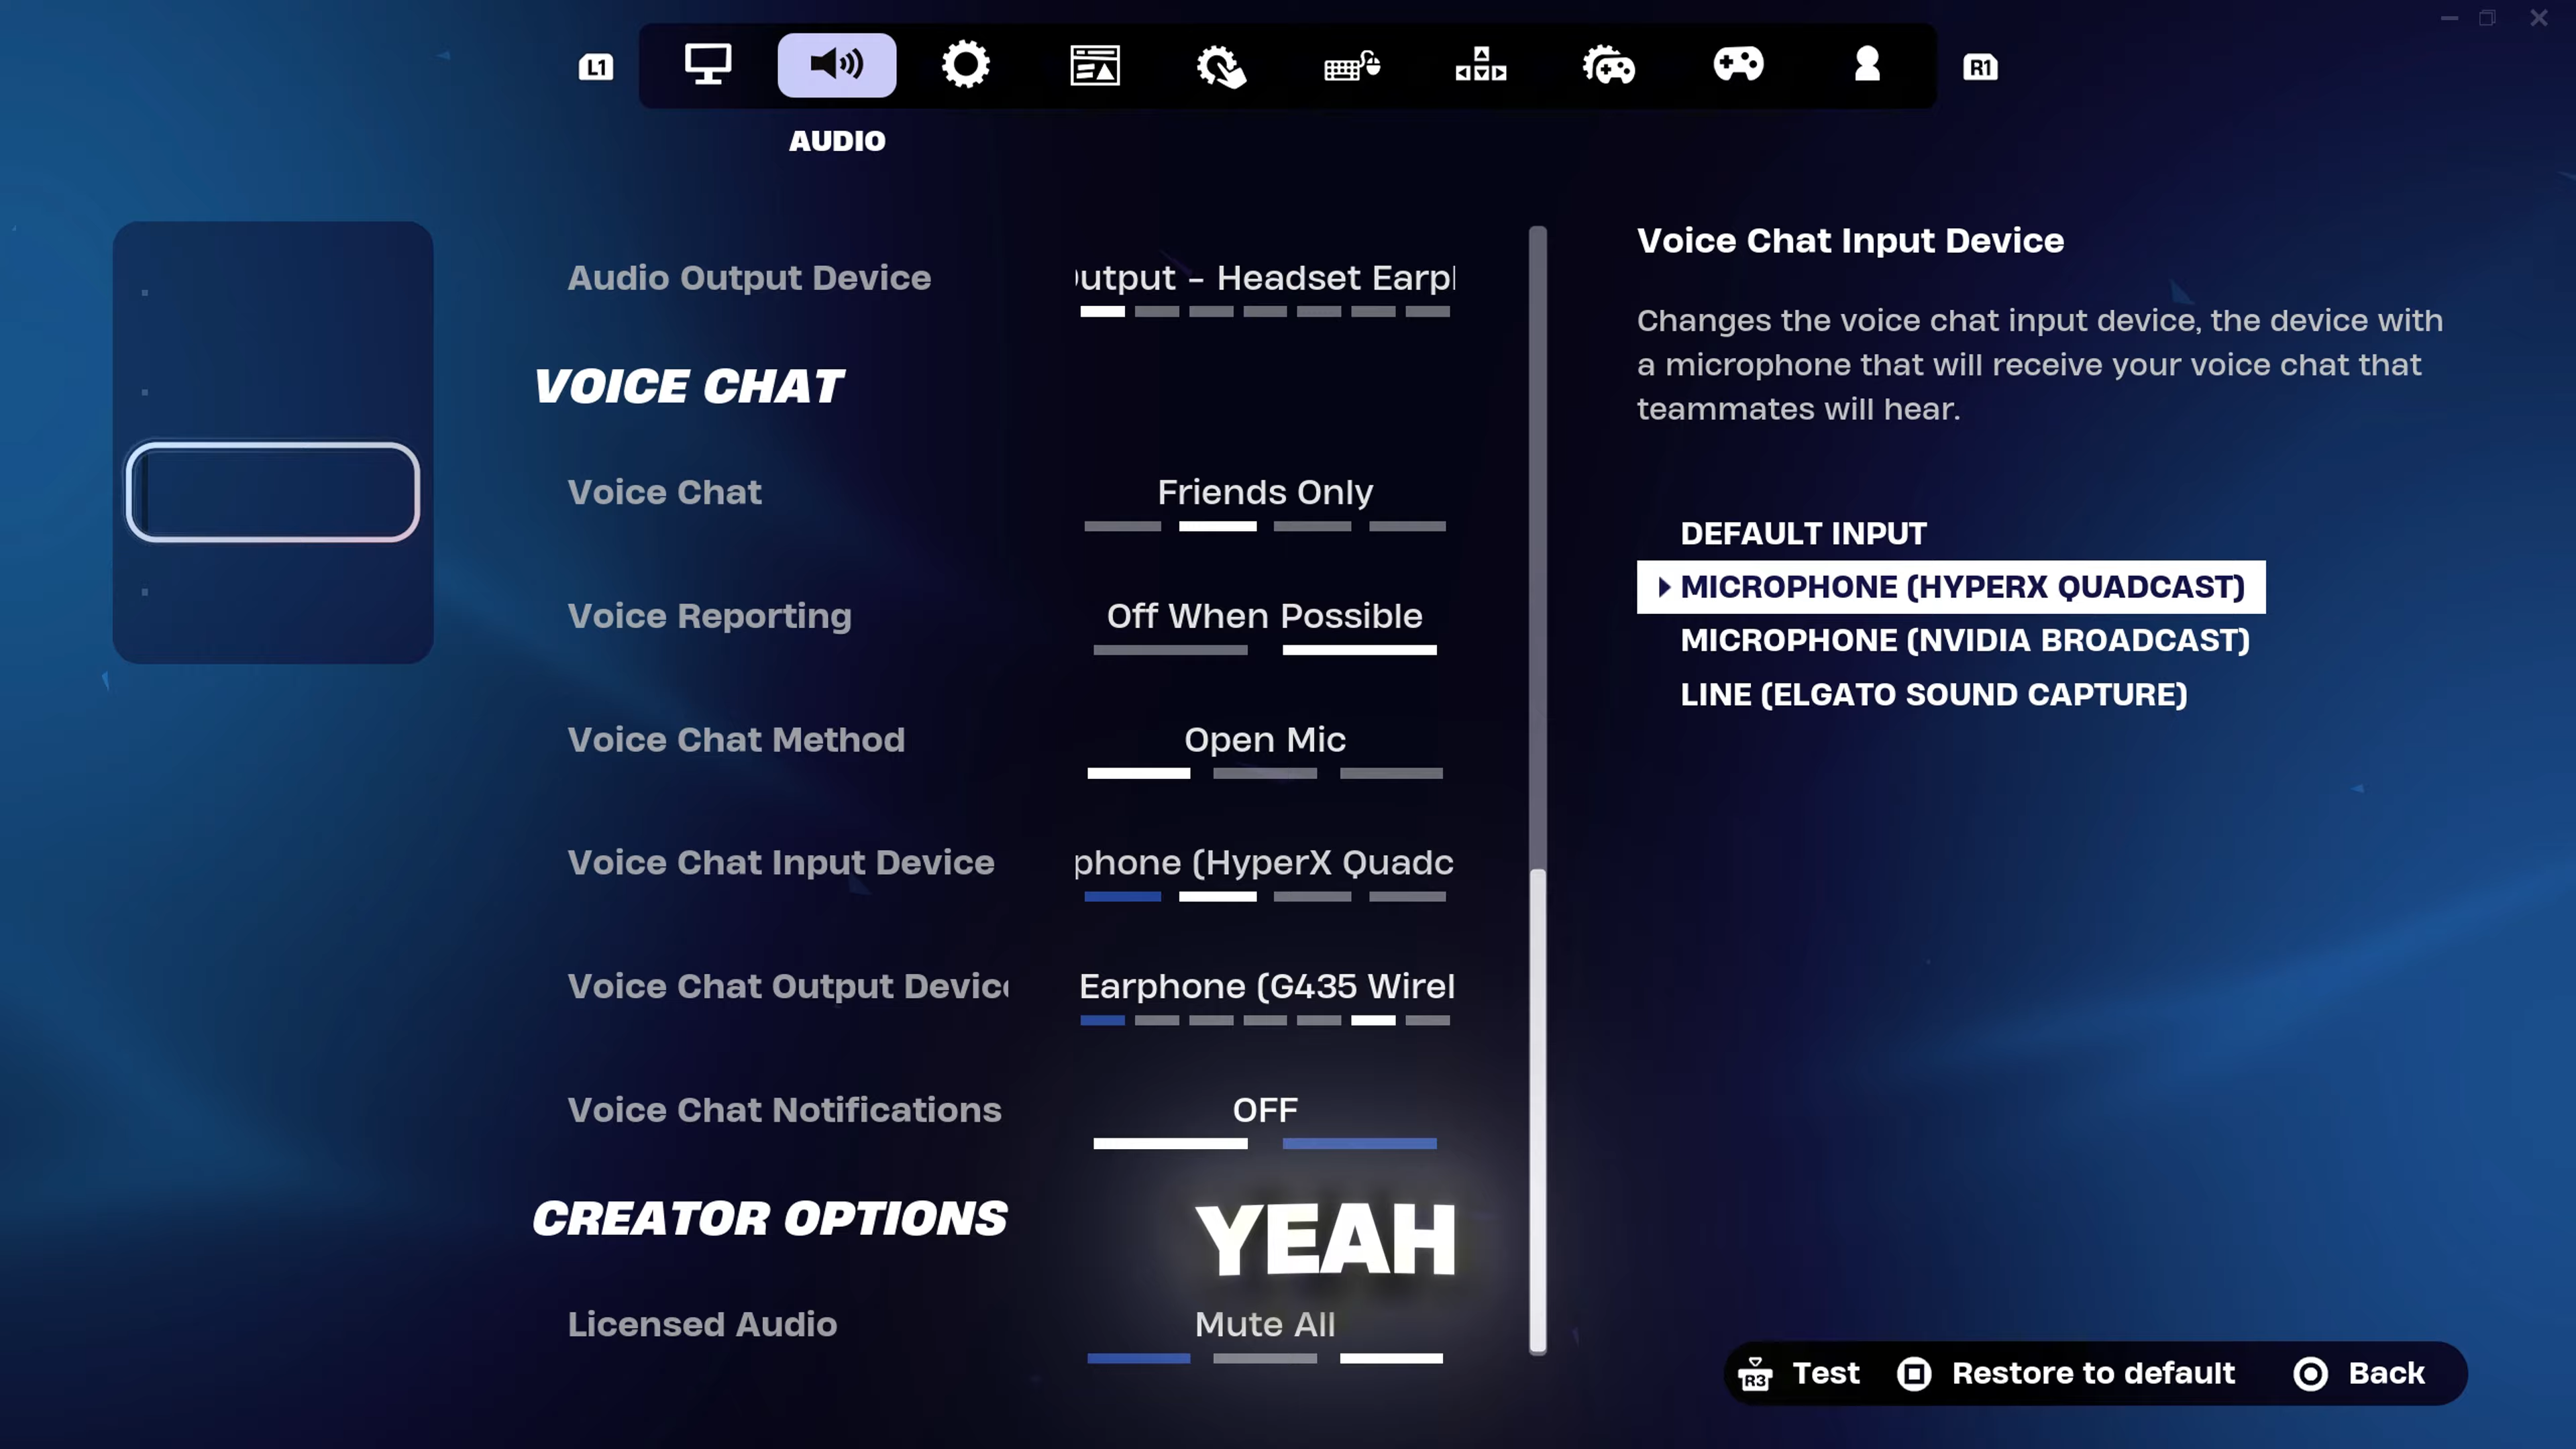 L1
R1
AUDIO
Audio Output Device
utput - Headset Earp
VOICE CHAT
Voice Chat
Friends Only
Voice Reporting
Off When Possible
Voice Chat Method
Open Mic
Voice Chat Input Device
phone (HyperX Quadc
Voice Chat Output Devic
Earphone (G435 Wirel
Voice Chat Notifications
OFF
CREATOR OPTIONS
YEAH
Licensed Audio
Mute All
Voice Chat Input Device
Changes the voice chat input device, the device with
a microphone that will receive your voice chat that
teammates will hear.
DEFAULT INPUT
MICROPHONE (HYPERX QUADCAST)
MICROPHONE (NVIDIA BROADCAST)
LINE (ELGATO SOUND CAPTURE)
R3 Test Restore to default Back